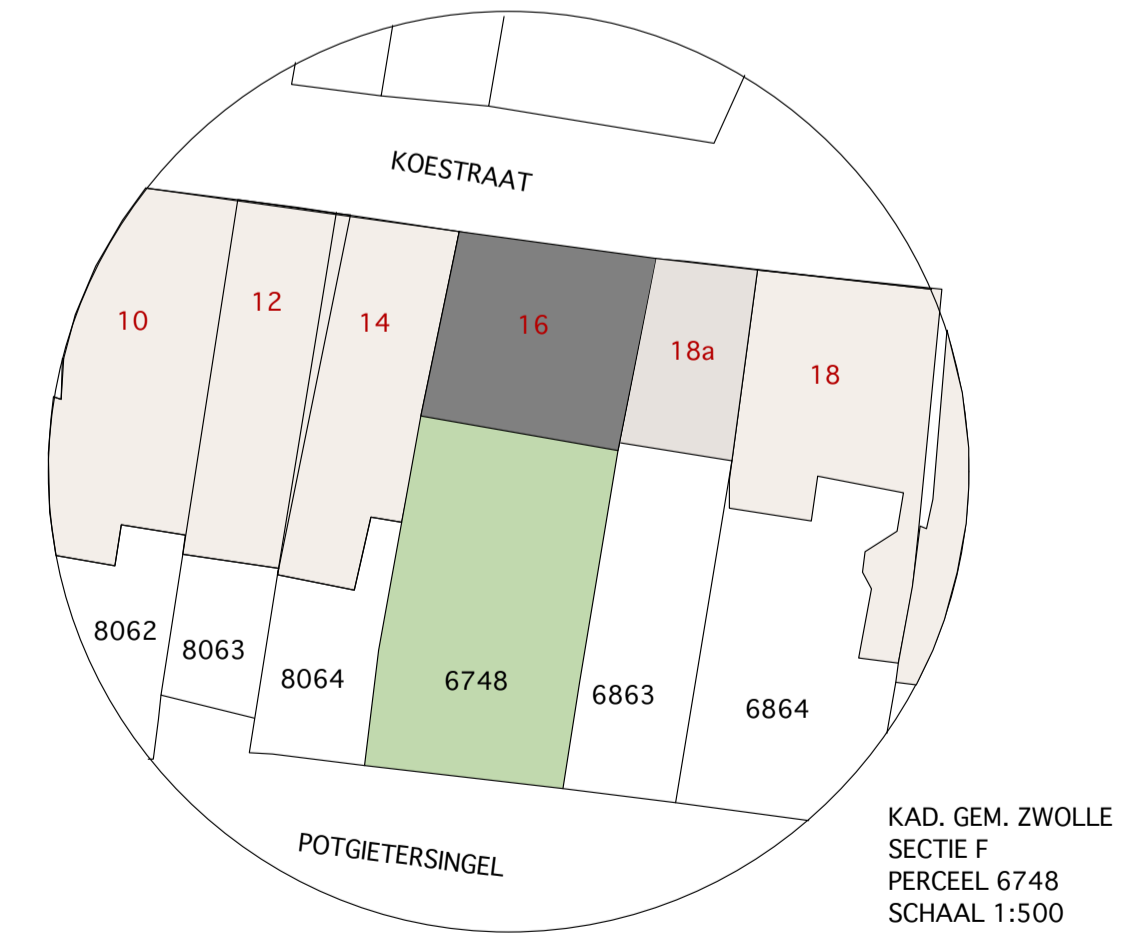 KOESTRAAT
10
12
14
16
18a
18
8062
8063
8064
6748
6863
6864
POTGIETERSINGEL
KAD. GEM. ZWOLLE
SECTIE F
PERCEEL 6748
SCHAAL 1:500